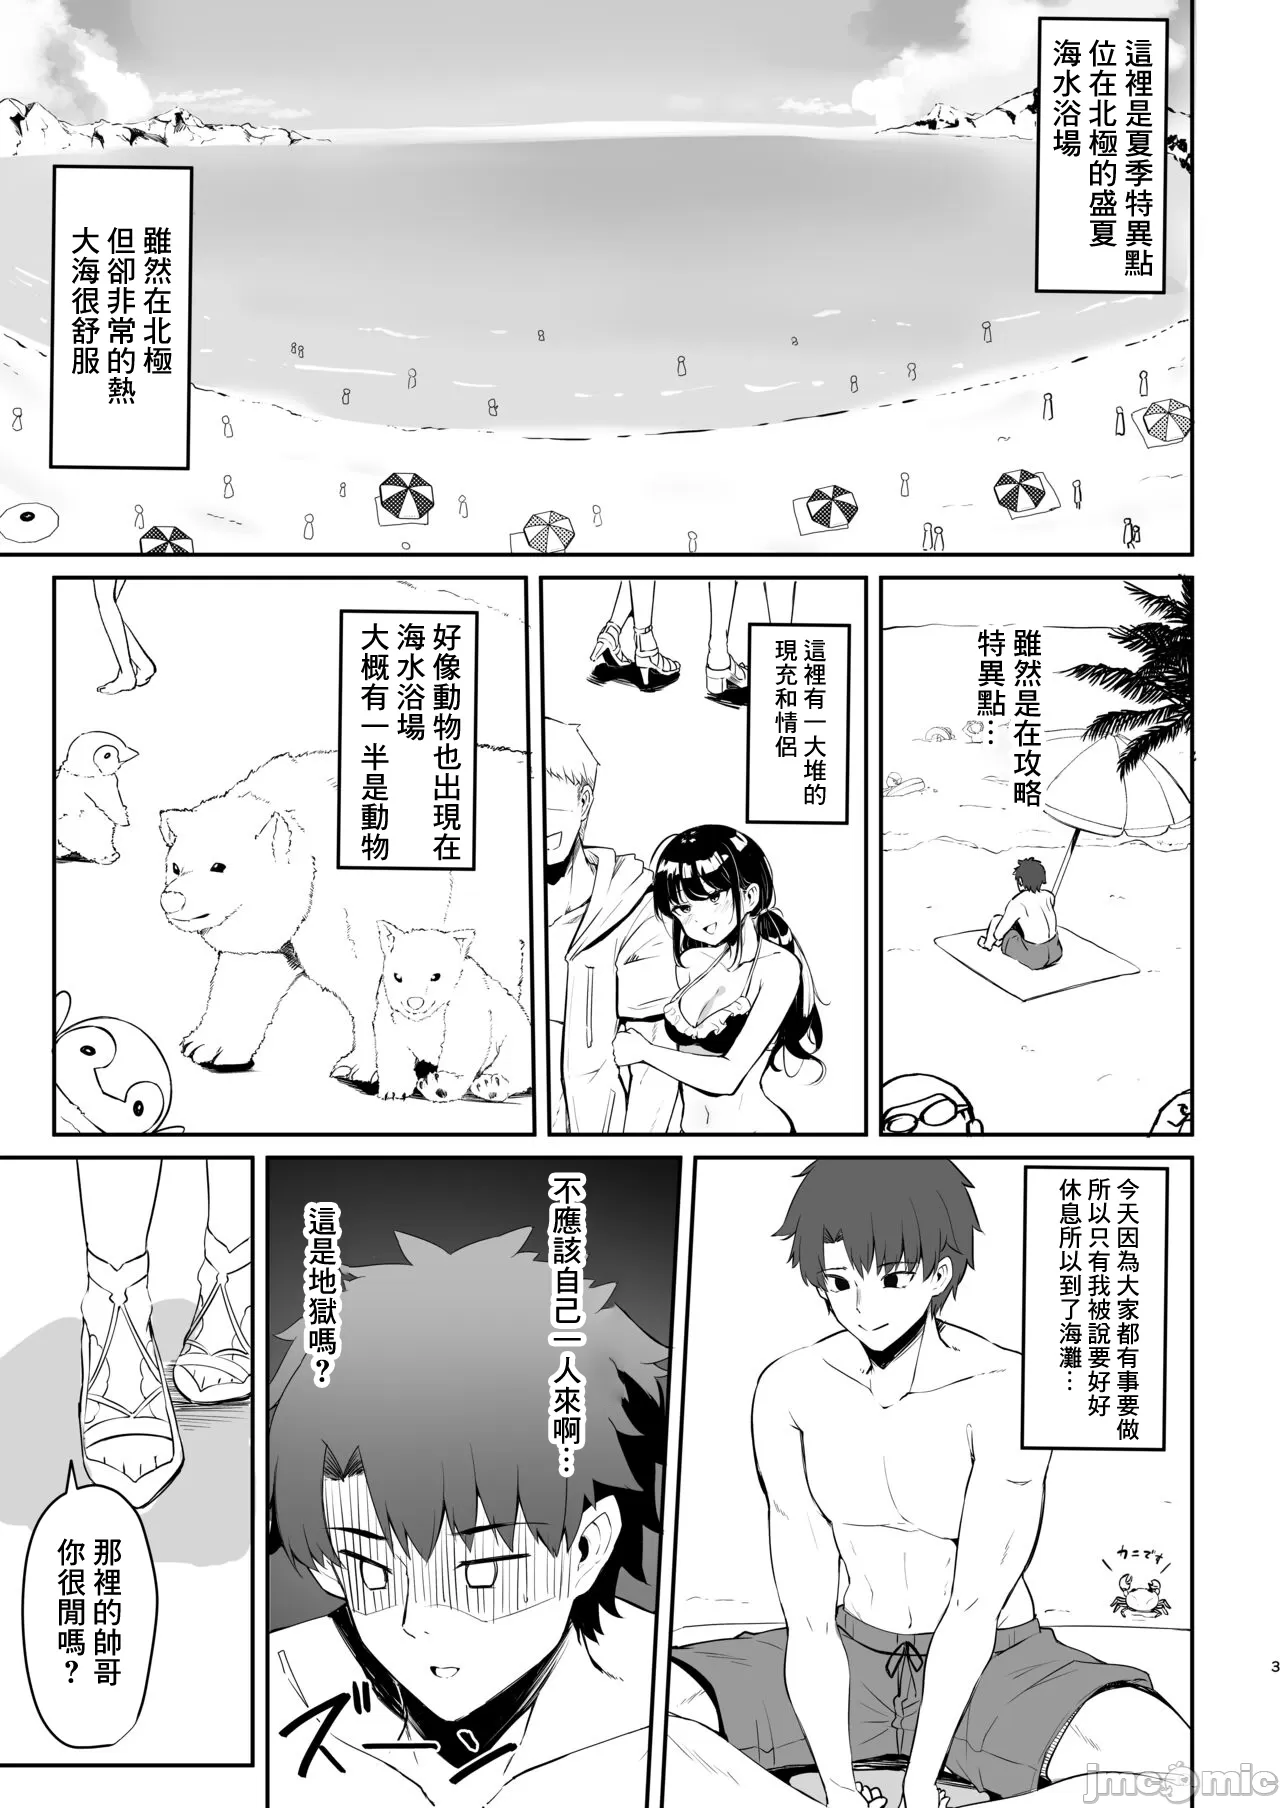 這裡是夏季特異點
位在北極的盛夏
海水浴場
雖然在北極
但卻非常的熱
大海很舒服
雖然是在攻略
特異點…
這裡有一大堆的
現充和情侶
好像動物也出現在
海水浴場
大概有一半是動物
今天因為大家都有事要做
所以只有我被說要好好
休息所以到了海灘…
カニです
不應該自己一人來啊…
這是地獄嗎?
ズーン
那裡的帥哥
你很閒嗎?
3
jmcomic